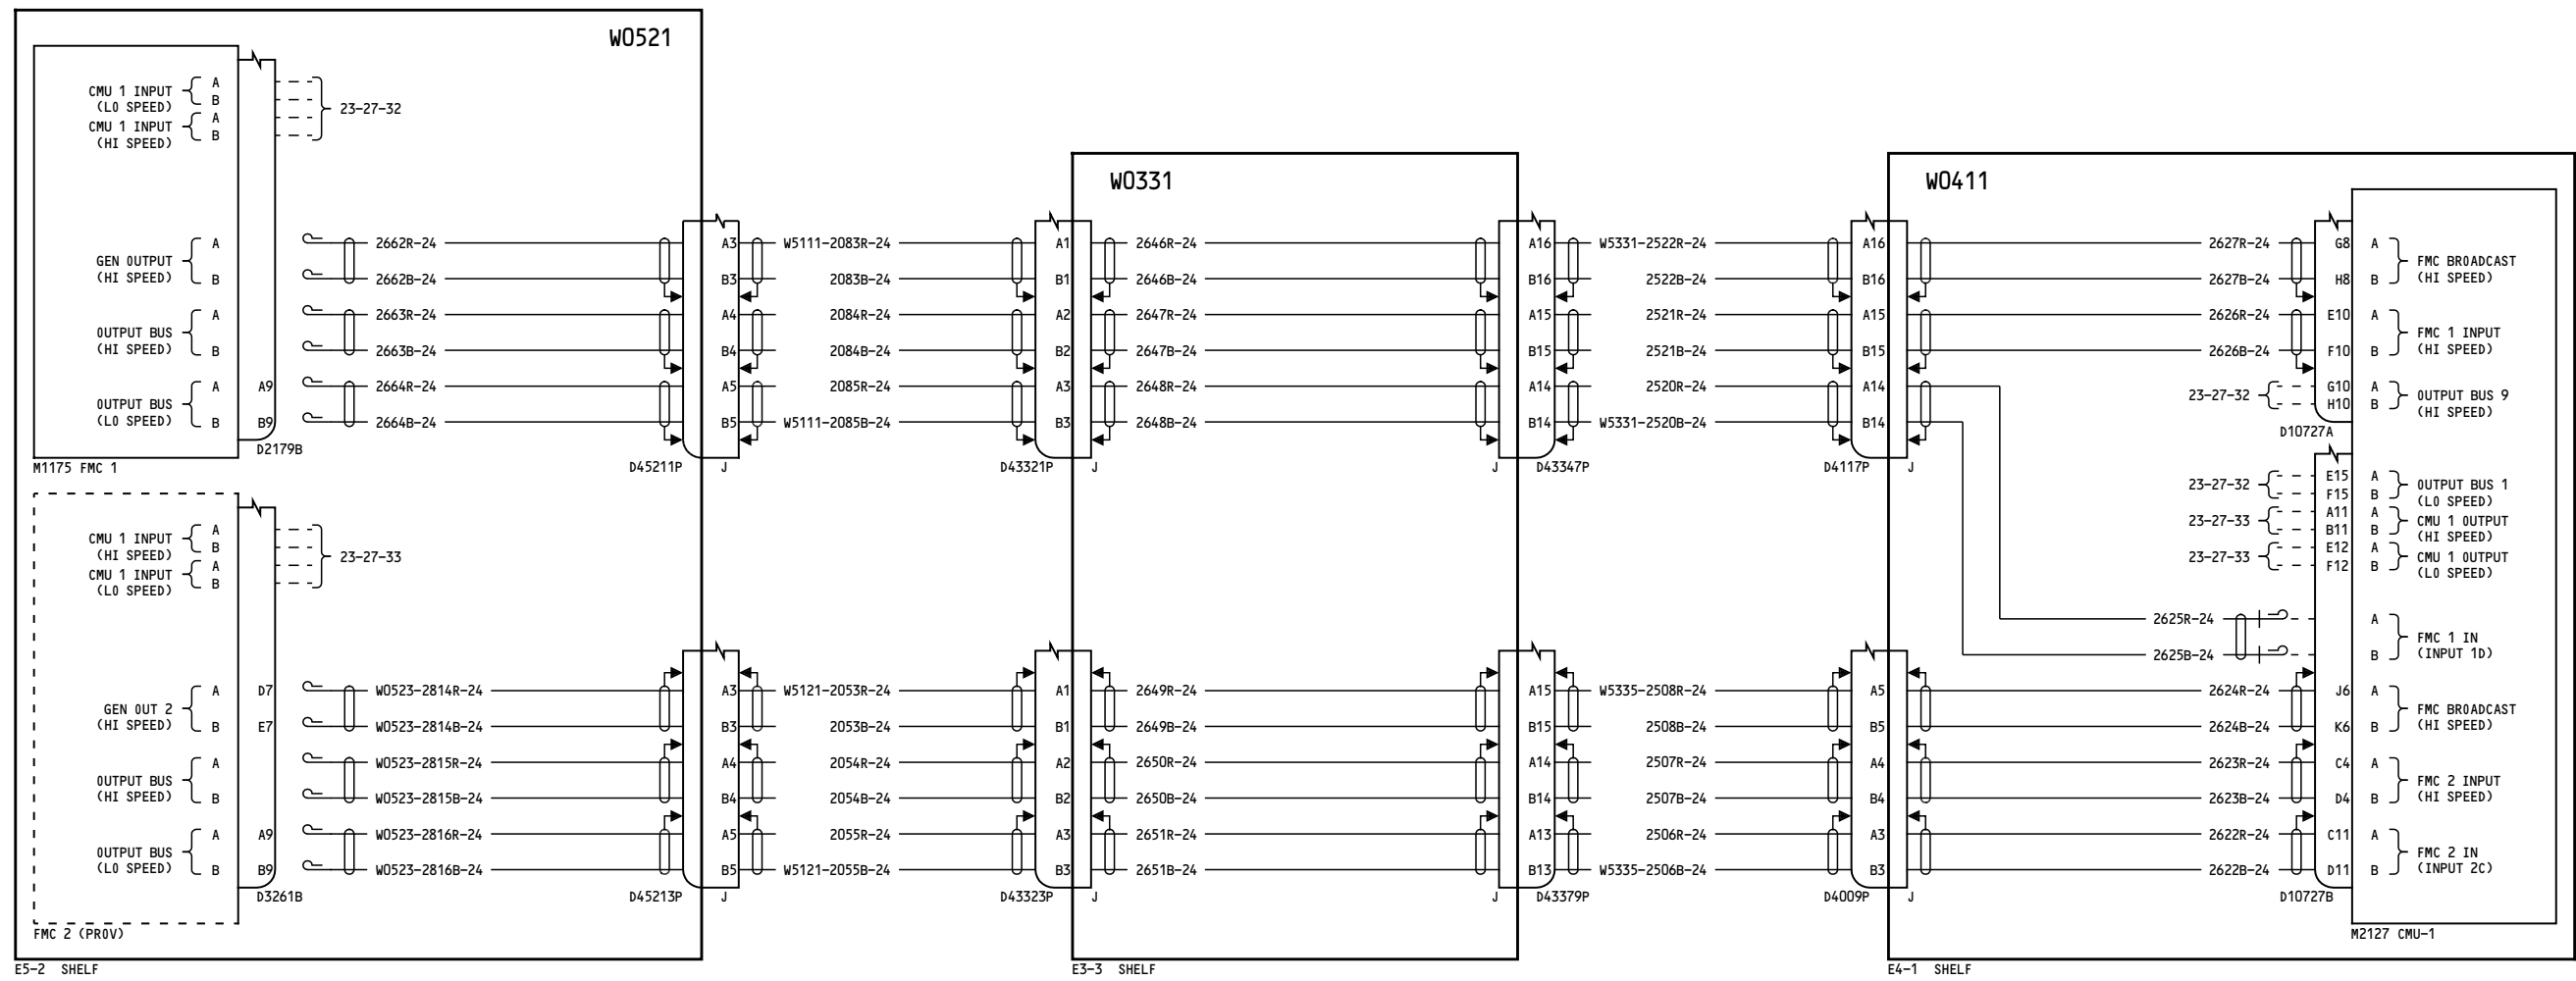 W0521
CMU 1 INPUT A
B
(LO SPEED)
CMU 1 INPUT A
B
(HI SPEED)
23-27-32
W0331
W0411
A 2662R-24 A3 W5111-2083R-24 A1 2646R-24 A16 W5331-2522R-24 A16 2627R-24 G8 A
GEN OUTPUT
(HI SPEED)
FMC BROADCAST
(HI SPEED)
B 2662B-24 B3 2083B-24 B1 2646B-24 B16 2522B-24 B16 2627B-24 H8 B
A 2663R-24 A4 2084R-24 A2 2647R-24 A15 2521R-24 A15 2626R-24 E10 A
OUTPUT BUS
(HI SPEED)
FMC 1 INPUT
(HI SPEED)
B 2663B-24 B4 2084B-24 B2 2647B-24 B15 2521B-24 B15 2626B-24 F10 B
A A9 2664R-24 A5 2085R-24 A3 2648R-24 A14 2520R-24 A14 G10 A
OUTPUT BUS
(LO SPEED)
23-27-32
OUTPUT BUS 9
(HI SPEED)
H10 B
B B9 2664B-24 B5 W5111-2085B-24 B3 2648B-24 B14 W5331-2520B-24 B14
D10727A
D2179B
M1175 FMC 1
D45211P J D43321P J J D43347P D4117P J
E15 A
23-27-32 OUTPUT BUS 1
F15 B
(LO SPEED)
A11 A
23-27-33 CMU 1 OUTPUT
B11 B
(HI SPEED)
E12 A
23-27-33 CMU 1 OUTPUT
F12 B
(LO SPEED)
CMU 1 INPUT A
B
(HI SPEED)
CMU 1 INPUT A
B
(LO SPEED)
23-27-33
2625R-24 A
FMC 1 IN
(INPUT 1D)
2625B-24 B
A D7 W0523-2814R-24 A3 W5121-2053R-24 A1 2649R-24 A15 W5335-2508R-24 A5 2624R-24 J6 A
GEN OUT 2
(HI SPEED)
FMC BROADCAST
(HI SPEED)
B E7 W0523-2814B-24 B3 2053B-24 B1 2649B-24 B15 2508B-24 B5 2624B-24 K6 B
A W0523-2815R-24 A4 2054R-24 A2 2650R-24 A14 2507R-24 A4 2623R-24 C4 A
OUTPUT BUS
(HI SPEED)
FMC 2 INPUT
(HI SPEED)
B W0523-2815B-24 B4 2054B-24 B2 2650B-24 B14 2507B-24 B4 2623B-24 D4 B
A A9 W0523-2816R-24 A5 2055R-24 A3 2651R-24 A13 2506R-24 A3 2622R-24 C11 A
OUTPUT BUS
(LO SPEED)
FMC 2 IN
(INPUT 2C)
B B9 W0523-2816B-24 B5 W5121-2055B-24 B3 2651B-24 B13 W5335-2506B-24 B3 2622B-24 D11 B
D3261B D45213P J D43323P J J D43379P D4009P J D10727B
FMC 2 (PROV)
M2127 CMU-1
E5-2 SHELF
E3-3 SHELF
E4-1 SHELF